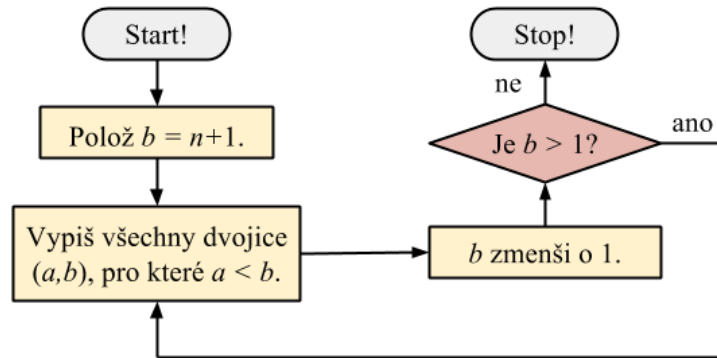 Start!
Polož b = n+1.
Vypiš všechny dvojice
(a,b), pro které a < b.
b zmenši o 1.
Je b > 1?
ano
ne
Stop!